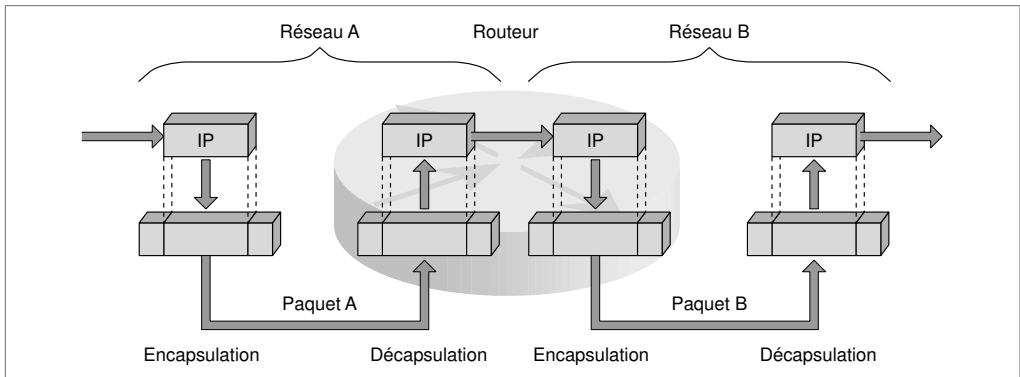 Réseau A Routeur Réseau B
IP IP IP IP
Paquet A Paquet B
Encapsulation Décapsulation Encapsulation Décapsulation